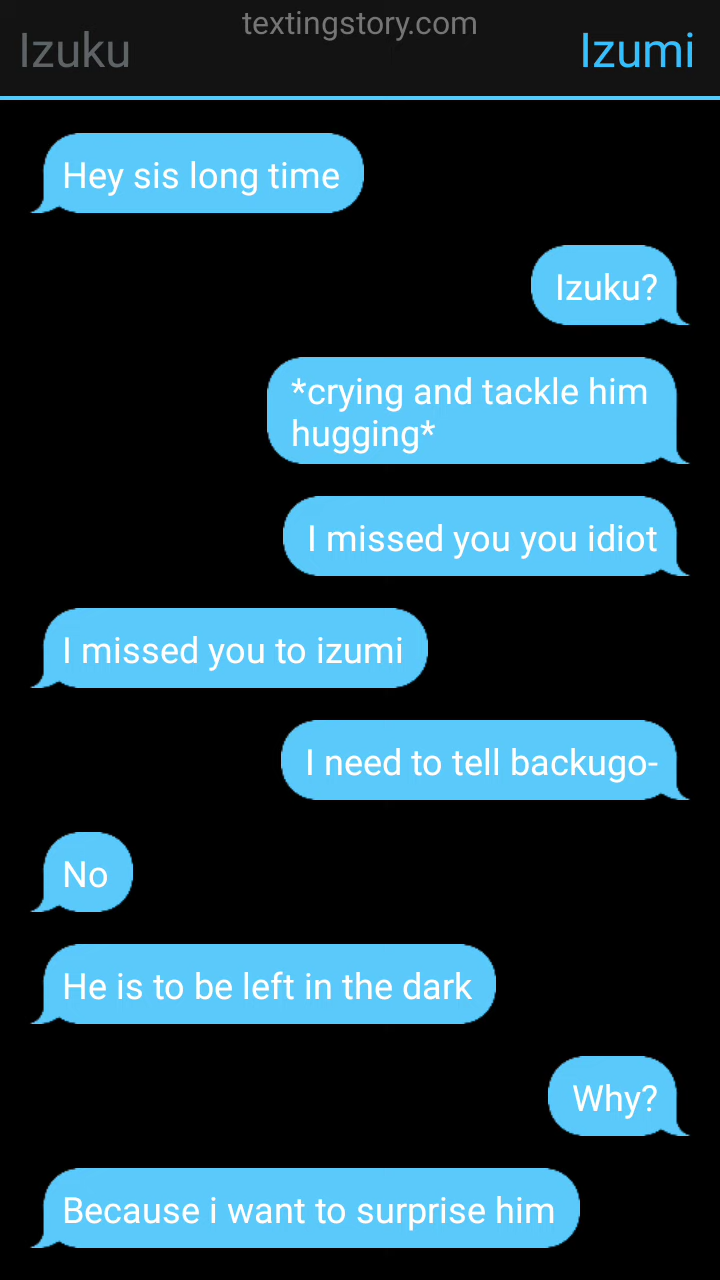 textingstory.com
Izuku
Izumi
Hey sis long time
Izuku?
*crying and tackle him
hugging*
I missed you you idiot
I missed you to izumi
I need to tell backugo-
No
He is to be left in the dark
Why?
Because i want to surprise him